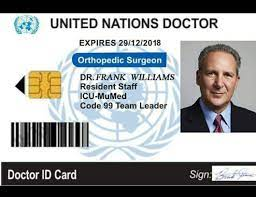 UNITED NATIONS DOCTOR
EXPIRES 29/12/2018
Orthopedic Surgeon
DR.FRANK WILLIAMS
Resident Staff
ICU-MuMed
Code 99 Team Leader
Doctor ID Card
Sign: